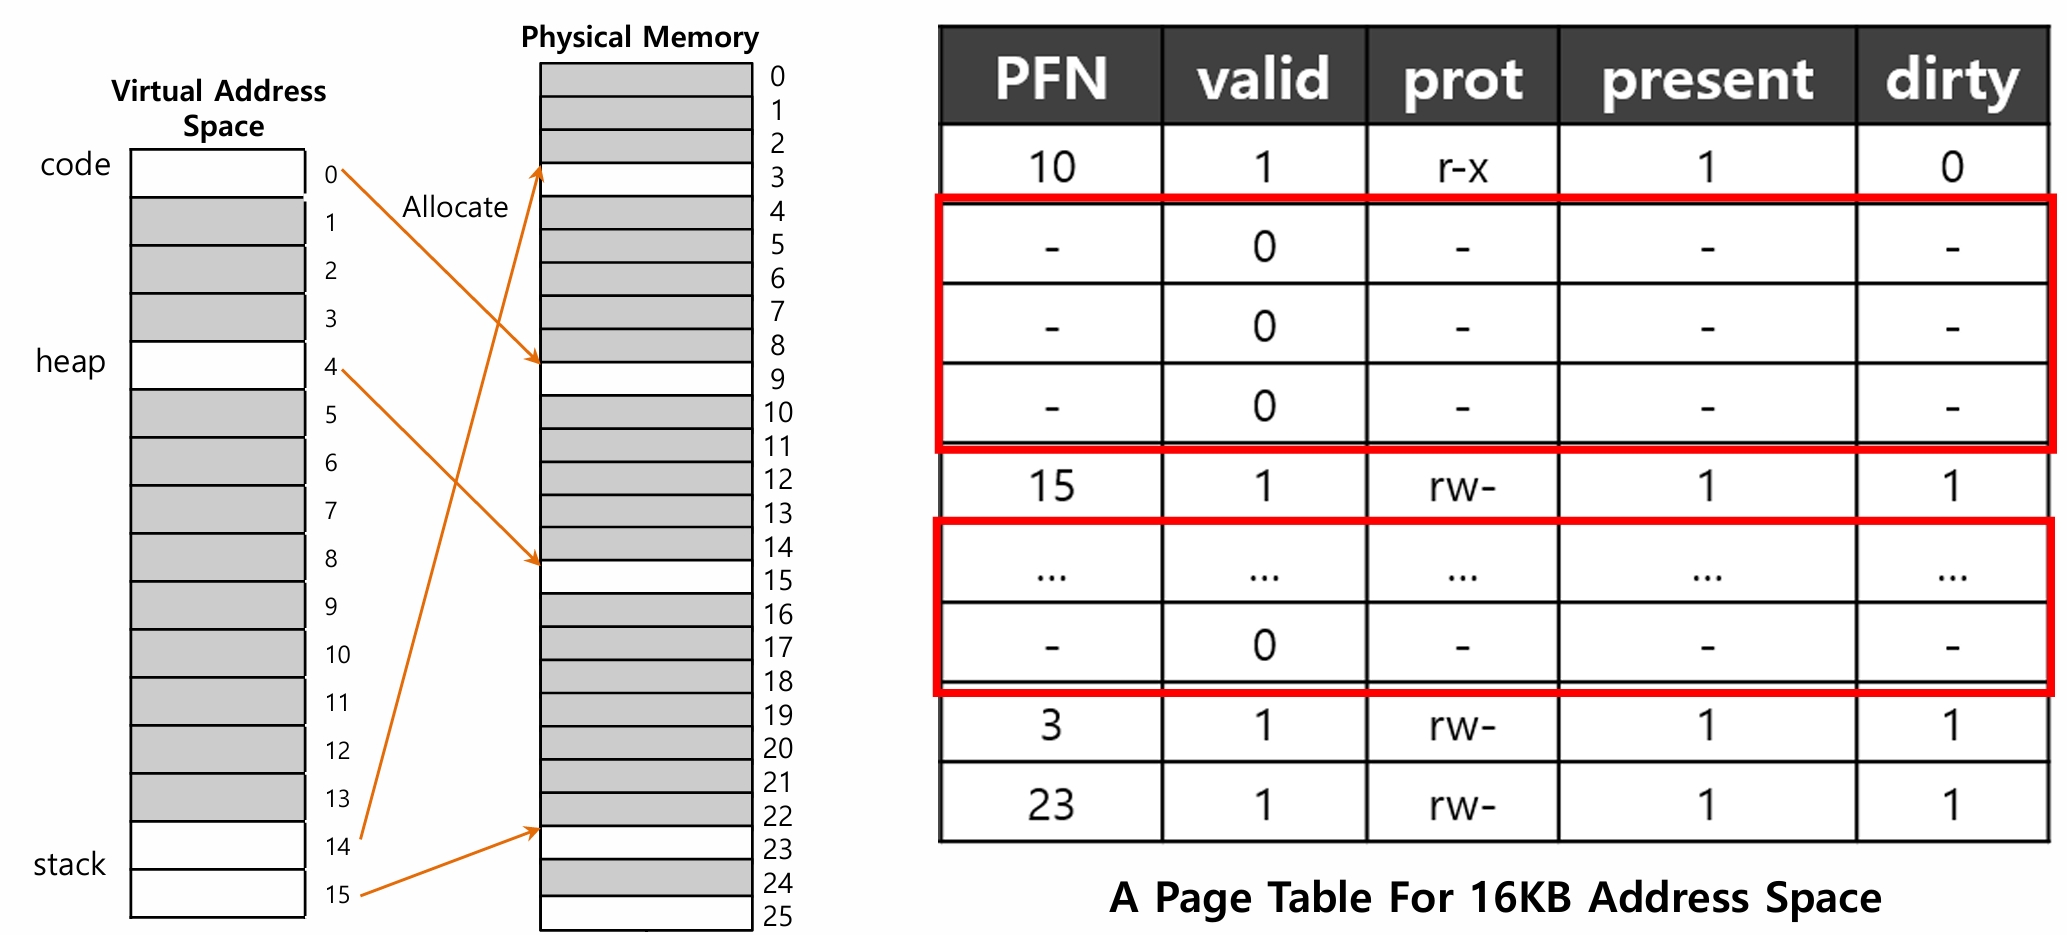 Virtual Address
Space
code
heap
stack
0
1
2
3
4
5
6
7
8
9
10
11
12
13
14
15
Allocate
Physical Memory
0
1
2
3
4
5
6
7
8
9
10
11
12
13
14
15
16
17
18
19
20
21
22
23
24
25
PFN valid prot present dirty
10 1 r-x 1 0
- 0 - - -
- 0 - - -
- 0 - - -
15 1 rw- 1 1
... ... ... ... ...
- 0 - - -
3 1 rw- 1 1
23 1 rw- 1 1
A Page Table For 16KB Address Space